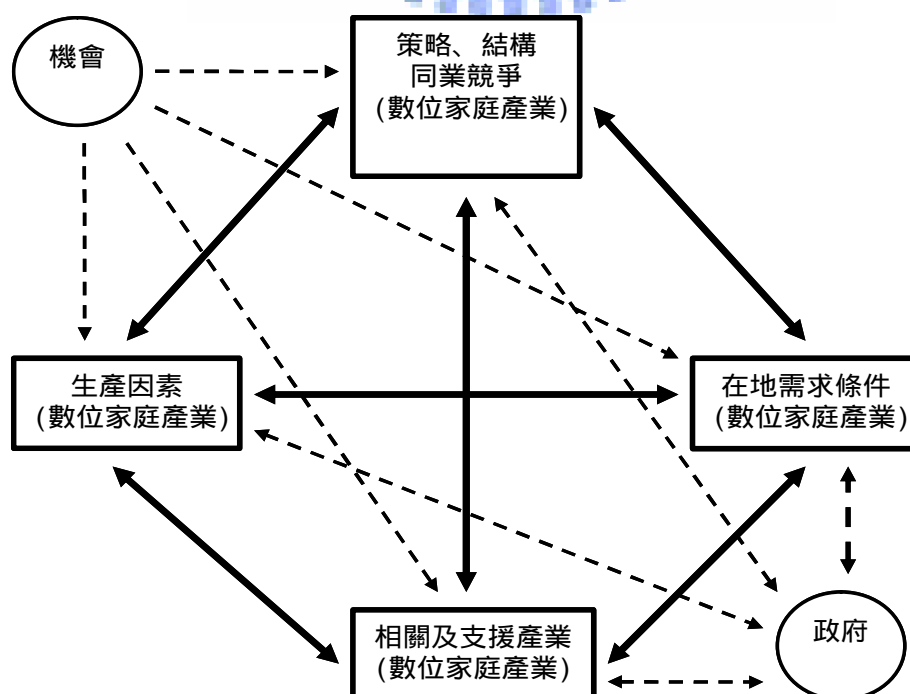 機會
策略、結構
同業競爭
(數位家庭產業)
生產因素
(數位家庭產業)
在地需求條件
(數位家庭產業)
相關及支援產業
(數位家庭產業)
政府